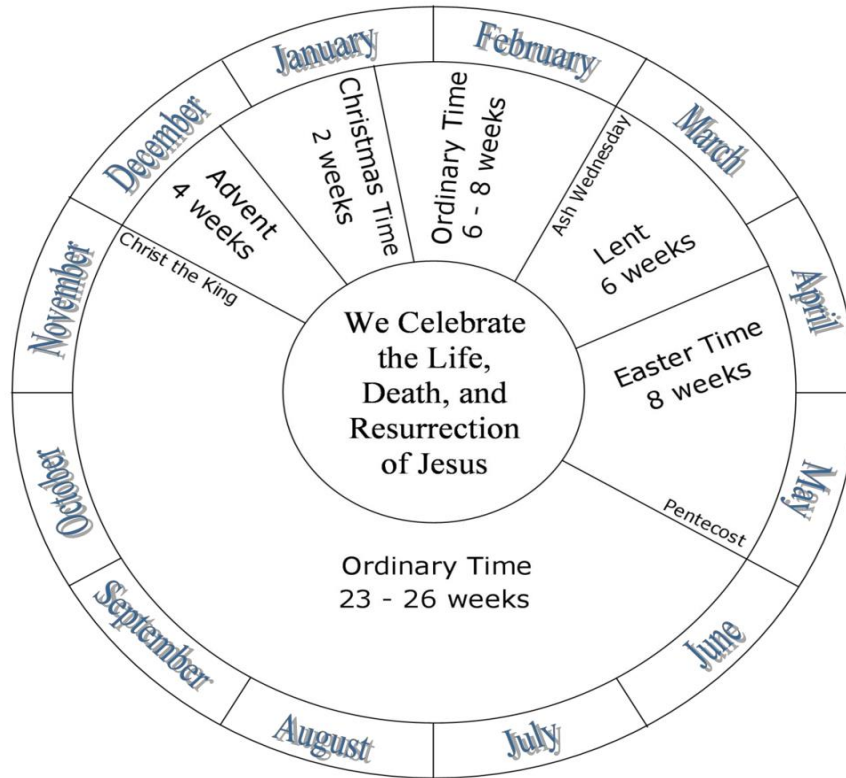 January
February
March
April
May
June
July
August
September
October
November
December
Advent
4 weeks
Christmas Time
2 weeks
Ordinary Time
6 - 8 weeks
Ash Wednesday
Lent
6 weeks
Easter Time
8 weeks
Pentecost
Ordinary Time
23 - 26 weeks
Christ the King
We Celebrate
the Life,
Death, and
Resurrection
of Jesus